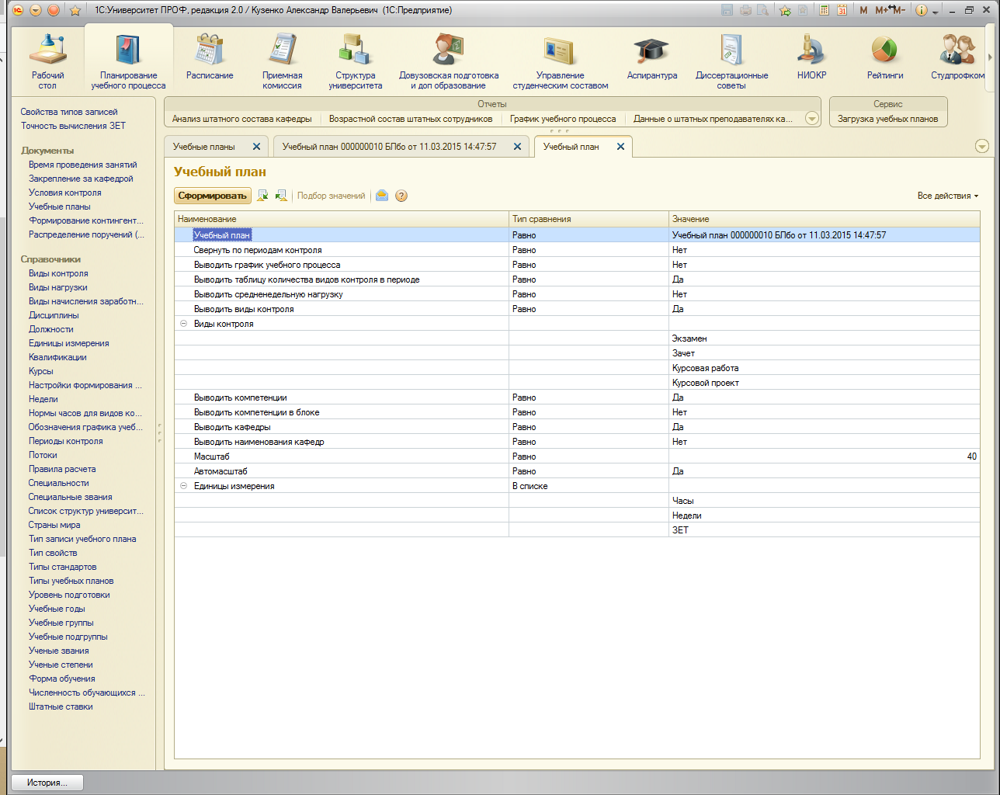 1С:Университет ПРОФ, редакция 2.0 / Кузенко Александр Валерьевич (1С:Предприятие)
M M+ M-
Рабочий стол
Планирование учебного процесса
Расписание
Приемная комиссия
Структура университета
Довузовская подготовка и доп образование
Управление студенческим составом
Аспирантура
Диссертационные советы
НИОКР
Рейтинги
Студпрофком
Свойства типов записей
Точность вычисления ЗЕТ
Документы
Время проведения занятий
Закрепление за кафедрой
Условия контроля
Учебные планы
Формирование контингент...
Распределение поручений (...
Справочники
Виды контроля
Виды нагрузки
Виды начисления заработн...
Дисциплины
Должности
Единицы измерения
Квалификации
Курсы
Настройки формирования ...
Недели
Нормы часов для видов ко...
Обозначения графика учеб...
Периоды контроля
Потоки
Правила расчета
Специальности
Специальные звания
Список структур университ...
Страны мира
Тип записи учебного плана
Тип свойств
Типы стандартов
Типы учебных планов
Уровень подготовки
Учебные годы
Учебные группы
Учебные подгруппы
Ученые звания
Ученые степени
Форма обучения
Численность обучающихся ...
Штатные ставки
Отчеты
Анализ штатного состава кафедры
Возрастной состав штатных сотрудников
График учебного процесса
Данные о штатных преподавателях ка...
Сервис
Загрузка учебных планов
Учебные планы
Учебный план 000000010 БПбо от 11.03.2015 14:47:57
Учебный план
Учебный план
Сформировать
Подбор значений
Все действия
Наименование Тип сравнения Значение
Учебный план Равно Учебный план 000000010 БПбо от 11.03.2015 14:47:57
Свернуть по периодам контроля Равно Нет
Выводить график учебного процесса Равно Нет
Выводить таблицу количества видов контроля в периоде Равно Да
Выводить средненедельную нагрузку Равно Нет
Выводить виды контроля Равно Да
Виды контроля
Экзамен
Зачет
Курсовая работа
Курсовой проект
Выводить компетенции Равно Да
Выводить компетенции в блоке Равно Нет
Выводить кафедры Равно Да
Выводить наименования кафедр Равно Нет
Масштаб Равно 40
Автомасштаб Равно Да
Единицы измерения В списке
Часы
Недели
ЗЕТ
История...